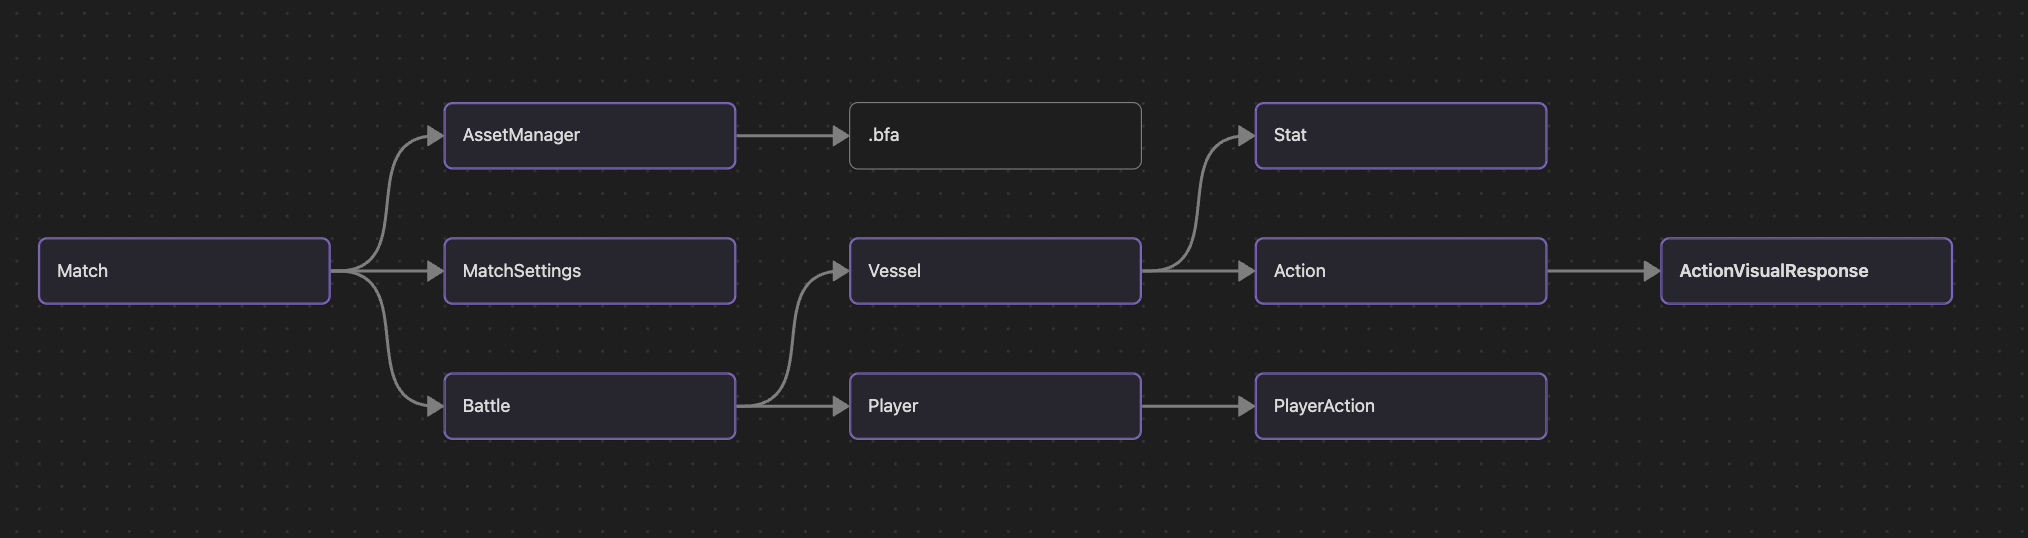 AssetManager
.bfa
Stat
Match
MatchSettings
Vessel
Action
ActionVisualResponse
Battle
Player
PlayerAction